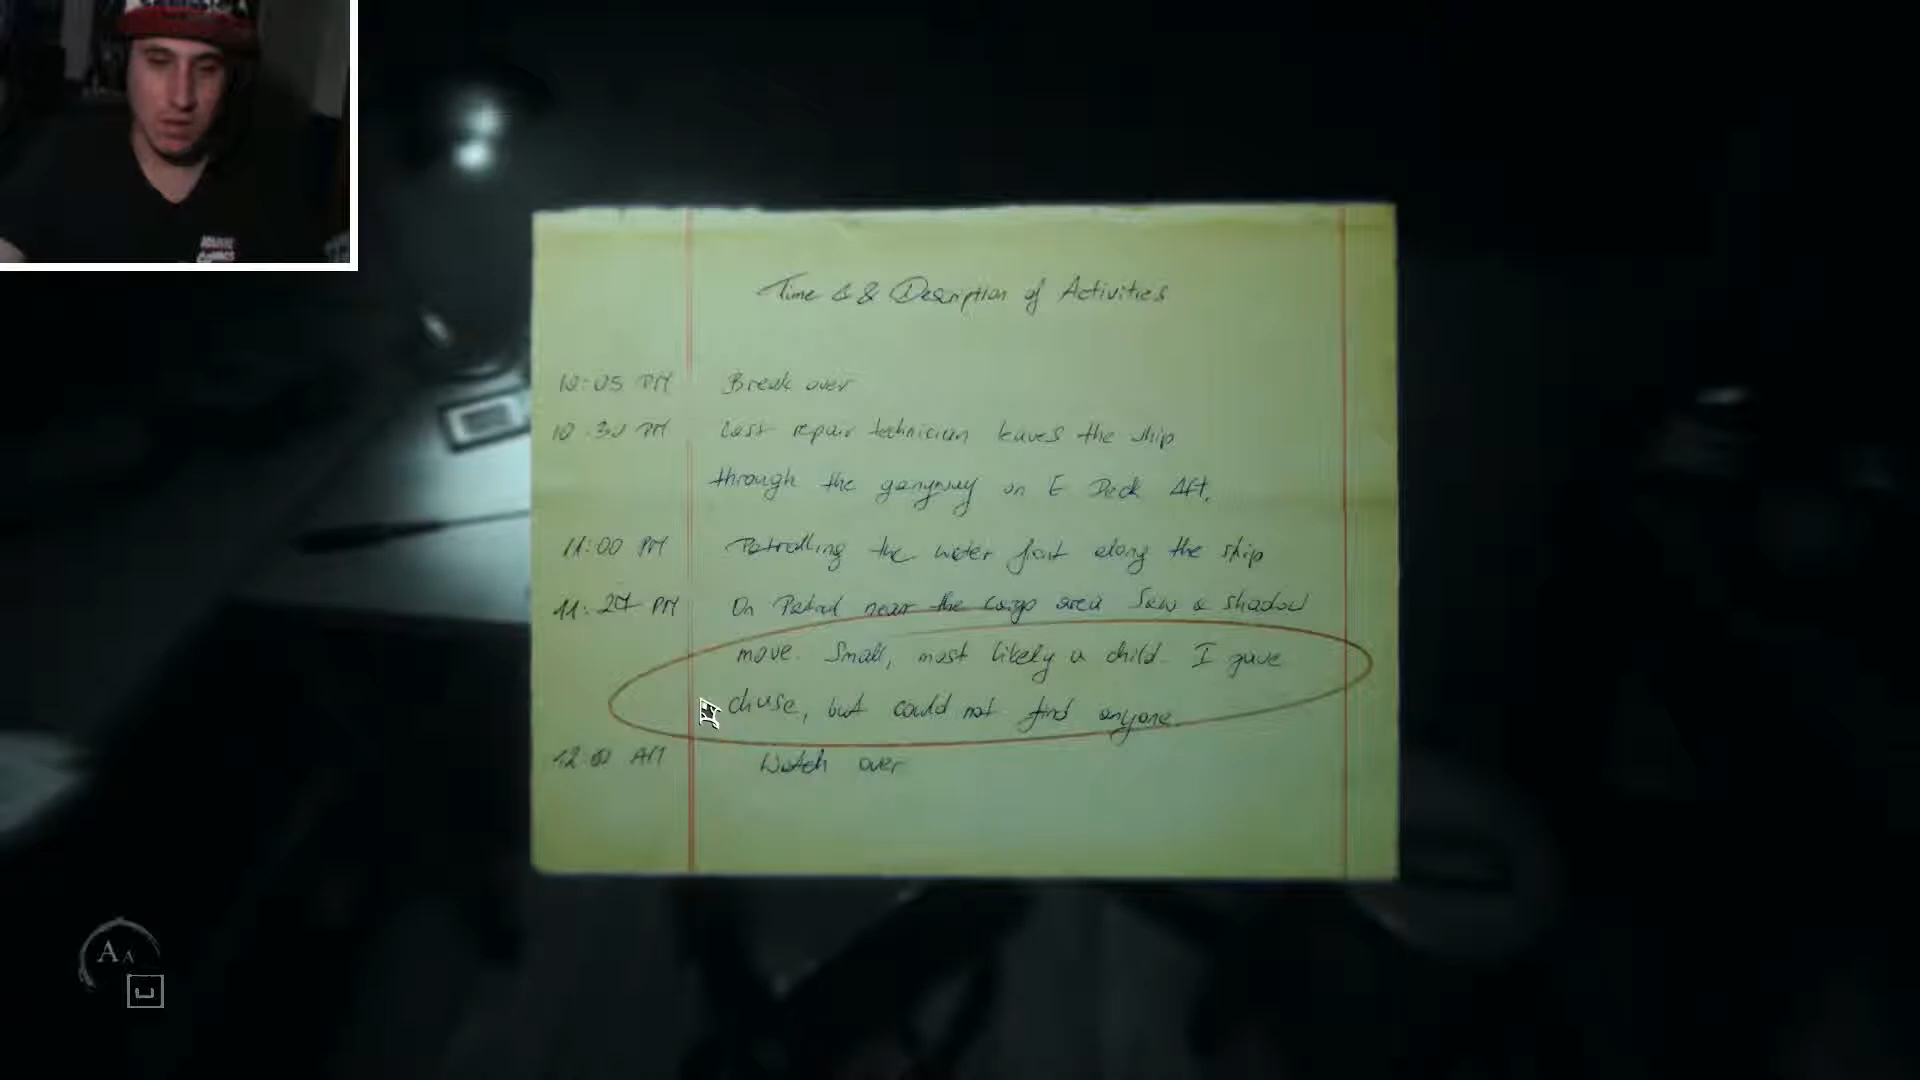 Time & Description of Activities
10:05 PM Break over
10:30 PM Last repair technician leaves the ship
through the gangway on E Deck Aft.
11:00 PM Patrolling the water front along the ship
11:27 PM On Patrol near the cargo area Saw a shadow
move. Small, most likely a child. I gave
chase, but could not find anyone.
12:00 AM Watch over
AA